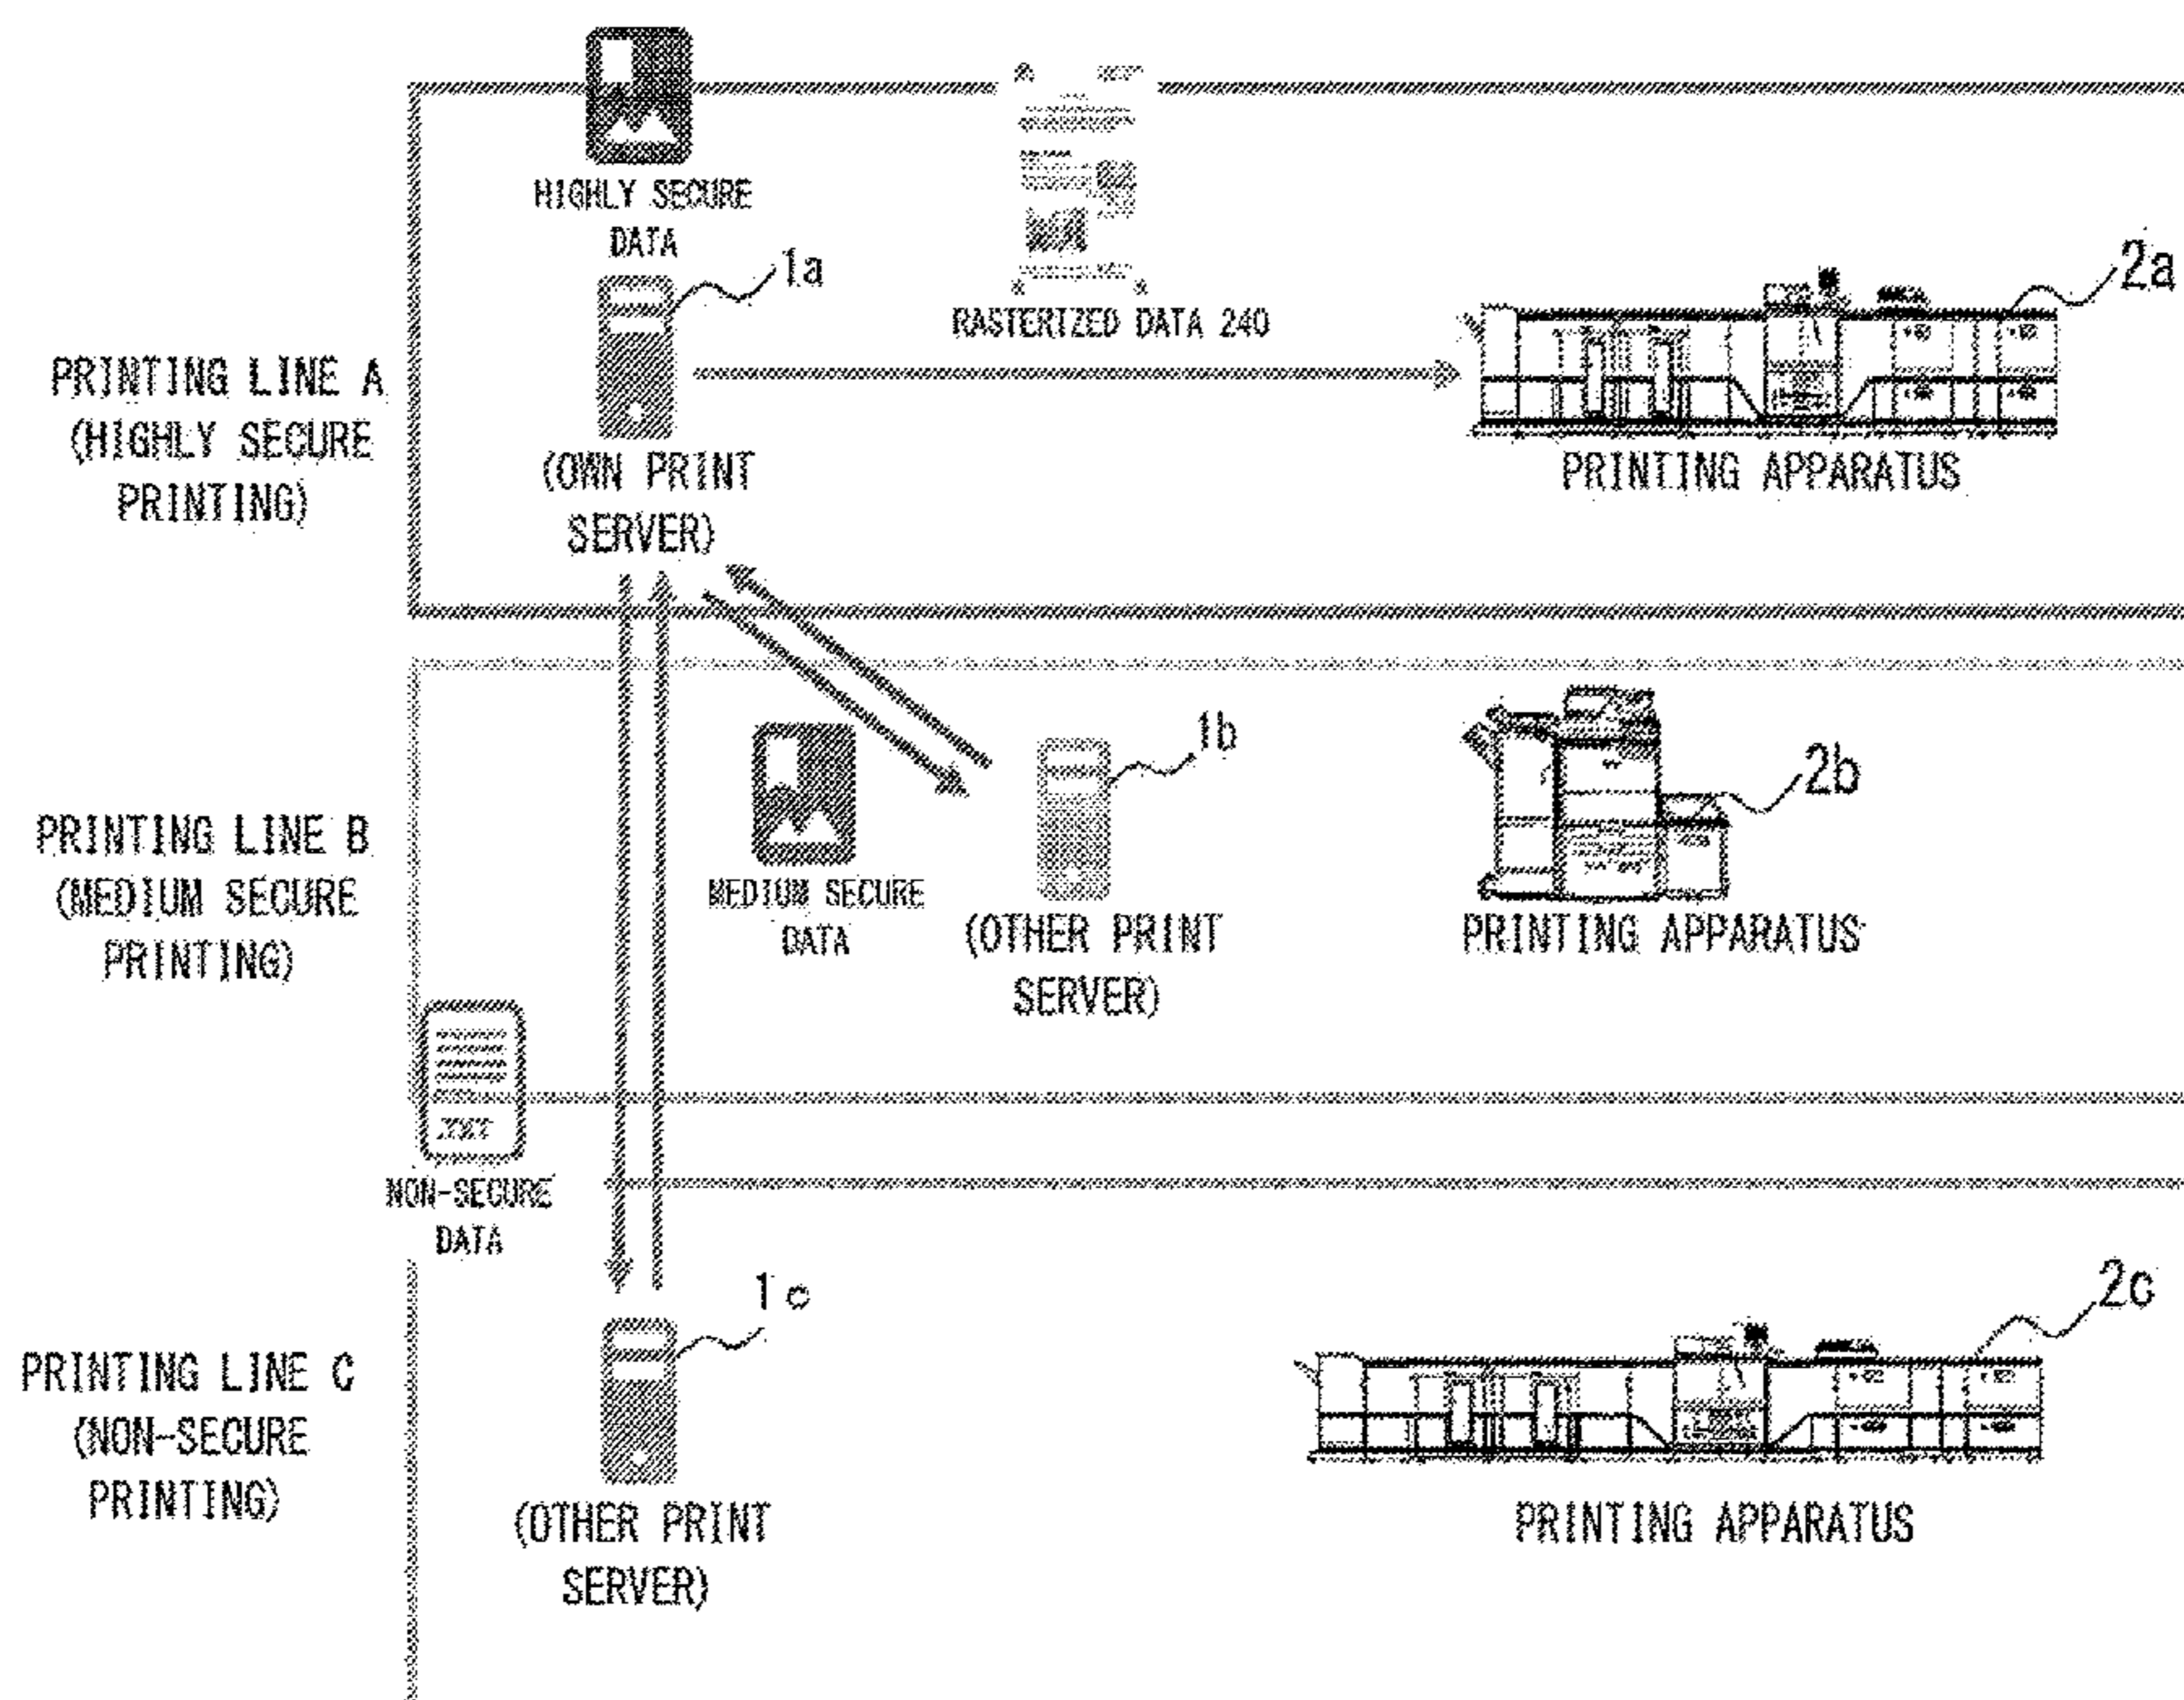 HIGHLY SECURE
DATA
1a
RASTERIZED DATA 240
2a
PRINTING LINE A
(HIGHLY SECURE
PRINTING)
(OWN PRINT
SERVER)
PRINTING APPARATUS
1b
2b
PRINTING LINE B
(MEDIUM SECURE
PRINTING)
MEDIUM SECURE
DATA
(OTHER PRINT
SERVER)
PRINTING APPARATUS
.TXT
NON-SECURE
DATA
1c
2c
PRINTING LINE C
(NON-SECURE
PRINTING)
(OTHER PRINT
SERVER)
PRINTING APPARATUS